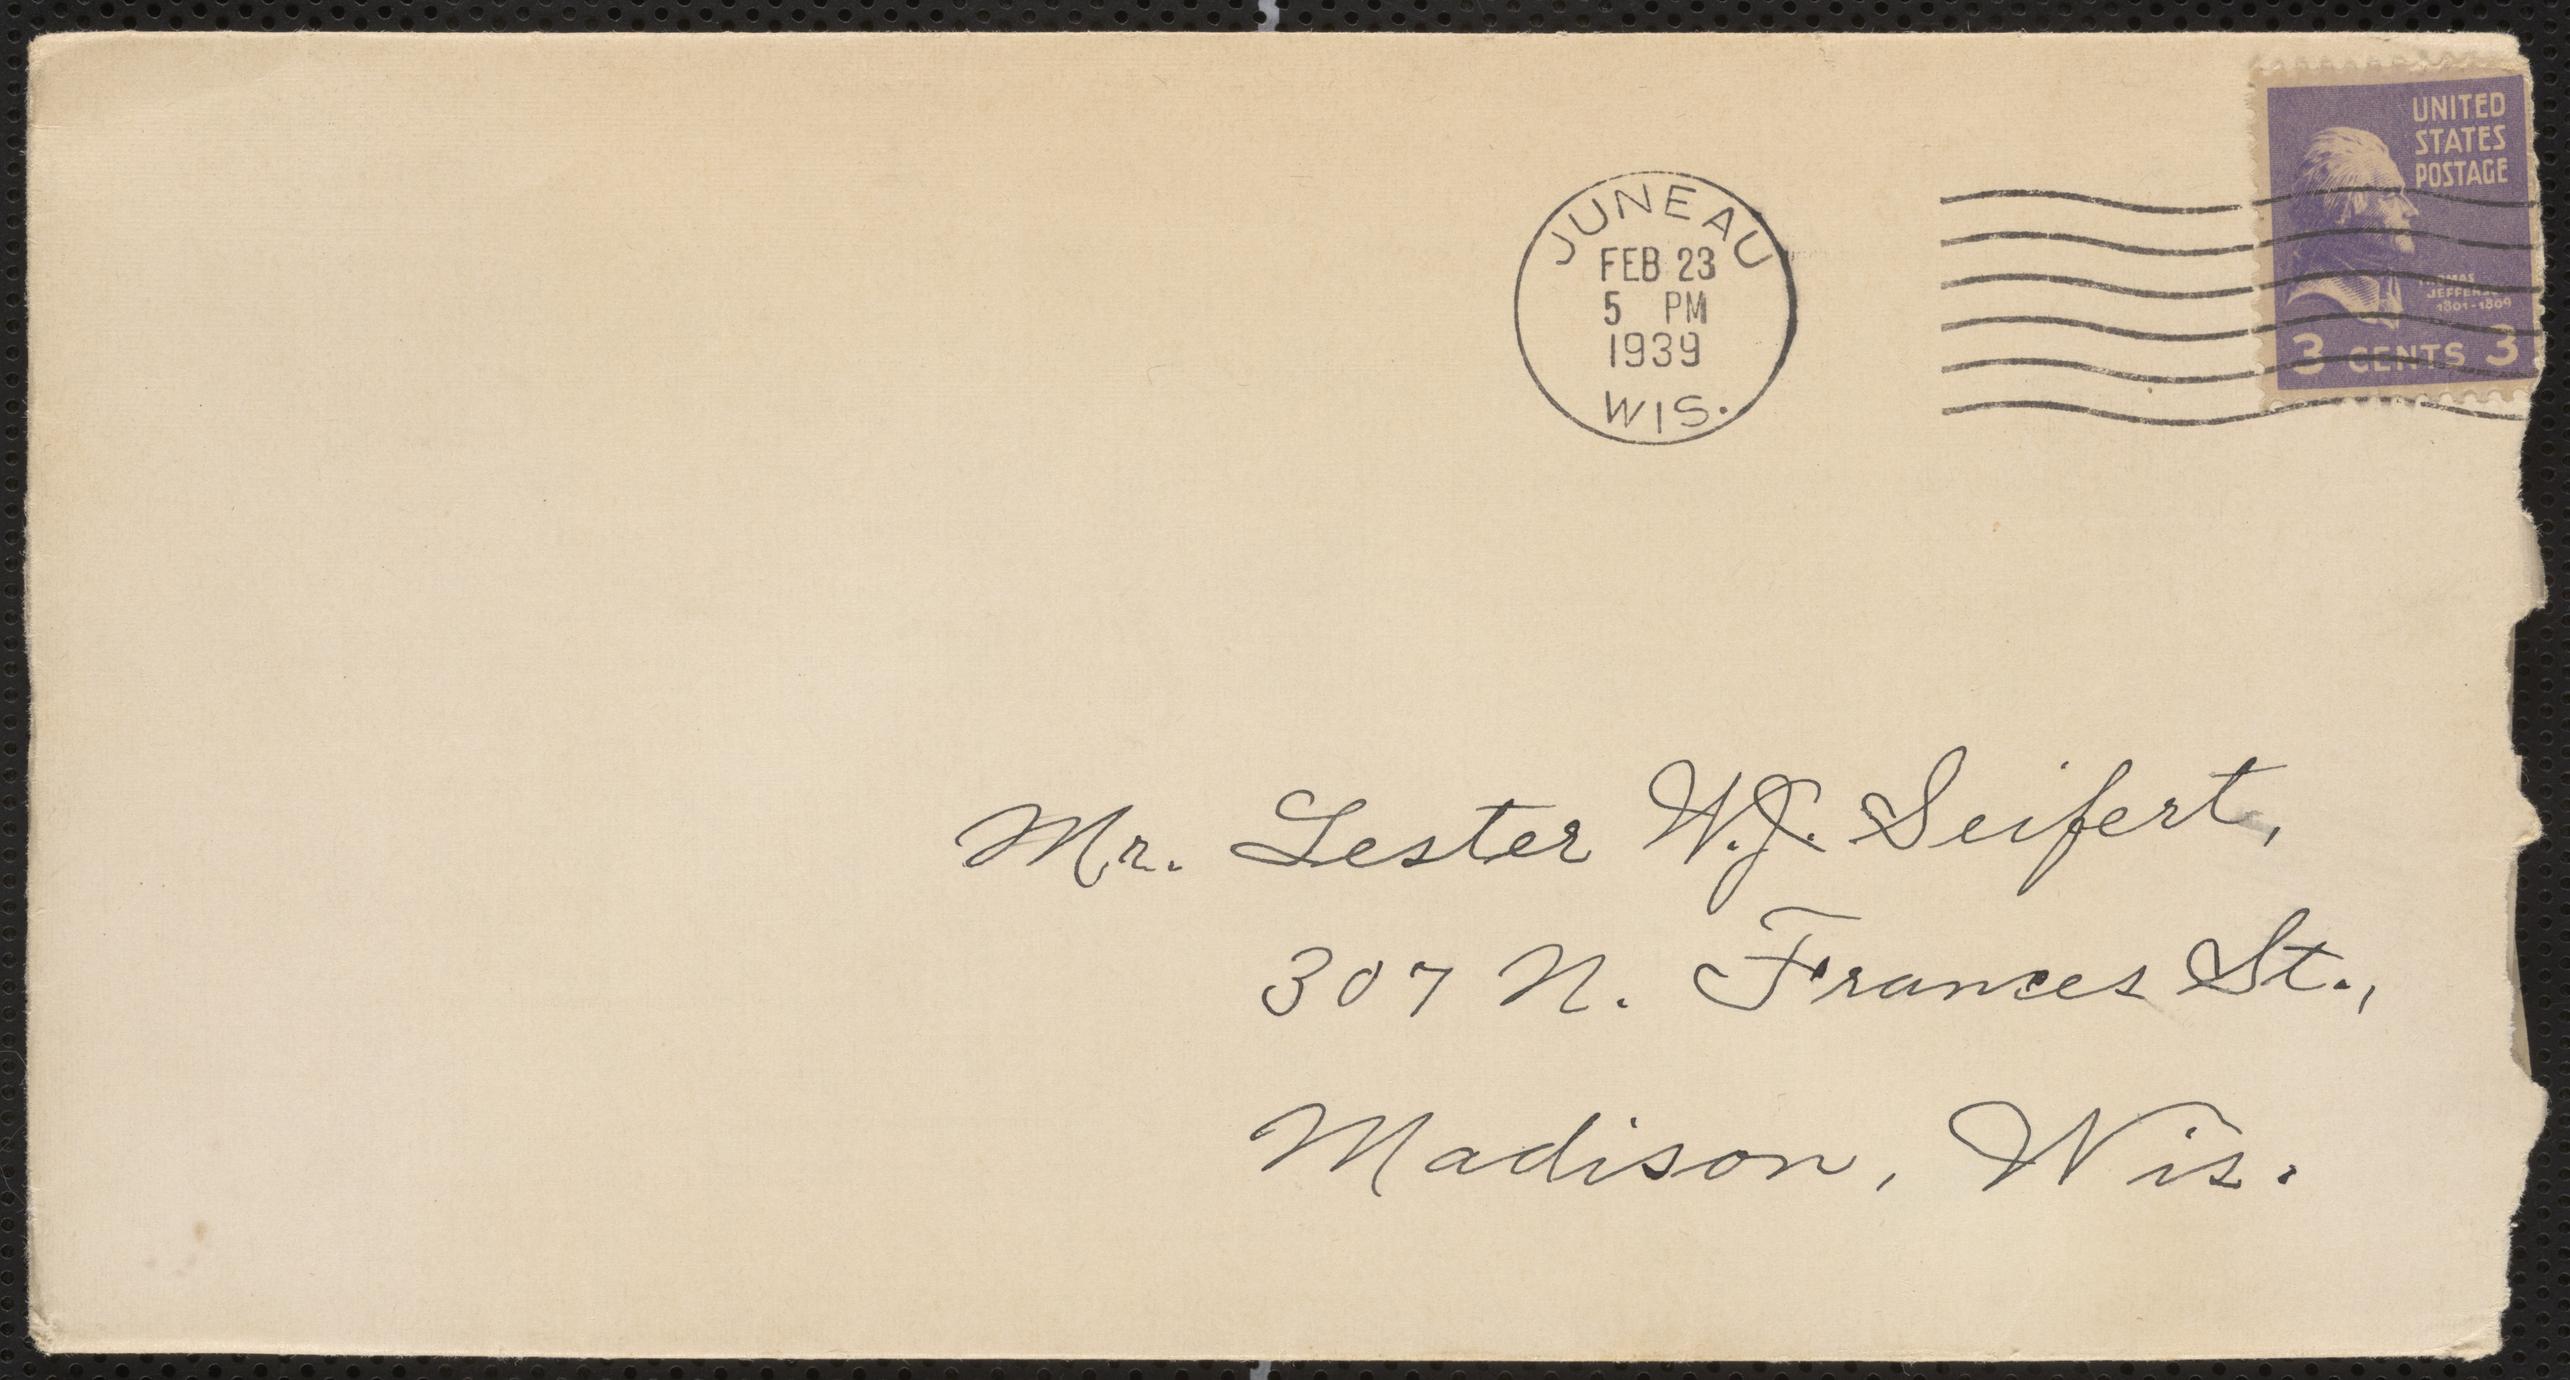 JUNEAU
FEB 23
5 PM
1939
WIS.
UNITED
STATES
POSTAGE
THOMAS
JEFFERSON
1801-1809
3 CENTS 3
Mr. Lester W.J. Seifert,
307 N. Frances St.,
Madison, Wis.